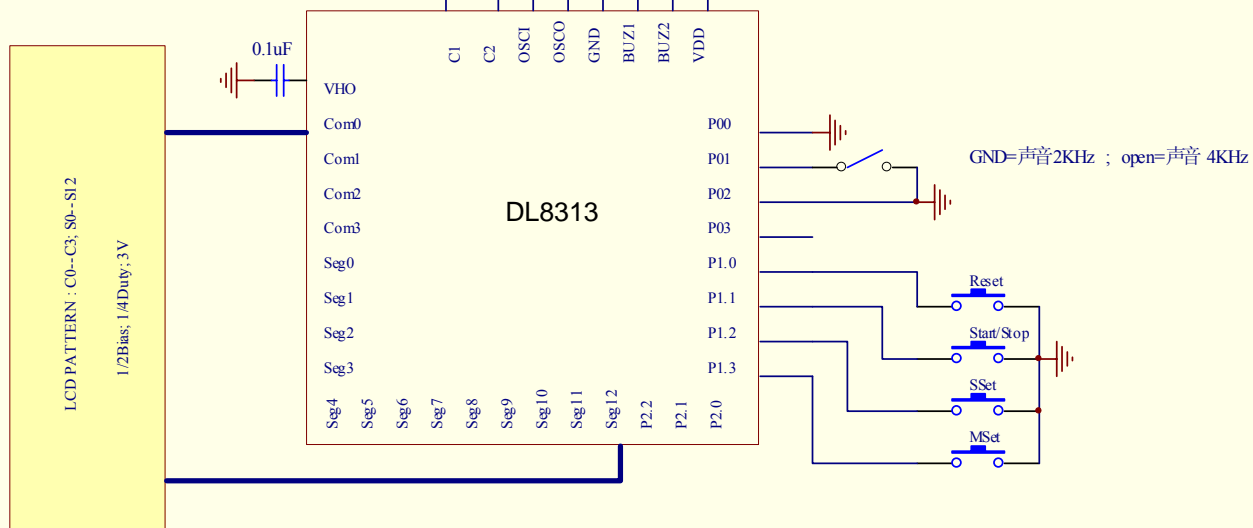 C1
C2
OSCI
OSCO
GND
BUZ1
BUZ2
VDD
0.1uF
VHO
Com0
Com1
Com2
Com3
Seg0
Seg1
Seg2
Seg3
Seg4
Seg5
Seg6
Seg7
Seg8
Seg9
Seg10
Seg11
Seg12
P2.2
P2.1
P2.0
DL8313
P00
P01
P02
P03
P1.0
P1.1
P1.2
P1.3
GND=声音2KHz ; open=声音 4KHz
Reset
Start/Stop
SSet
MSet
LCD PATTERN : C0--C3; S0--S12
1/2Bias; 1/4Duty; 3V